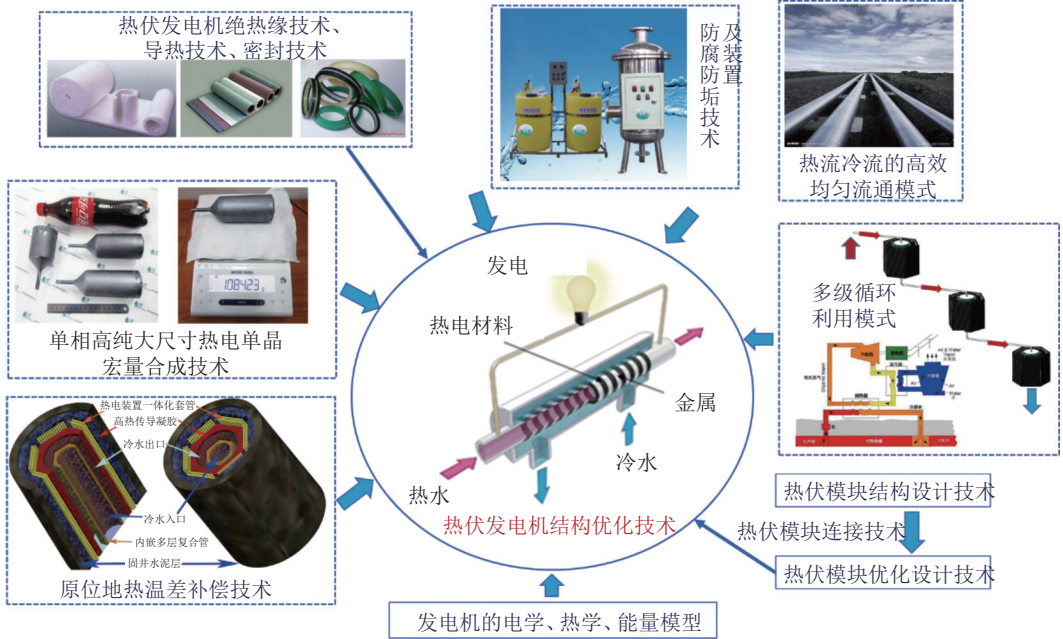 热伏发电机绝热缘技术、
导热技术、密封技术
防腐防垢技术
及装置
热流冷流的高效
均匀流通模式
单相高纯大尺寸热电单晶
宏量合成技术
108.423
发电
热电材料
金属
冷水
热水
热伏发电机结构优化技术
多级循环
利用模式
Air & Water
Vapor
Air
热电装置一体化套管
高热传导凝胶
冷水出口
冷水入口
内嵌多层复合管
固井水泥层
原位地热温差补偿技术
热伏模块结构设计技术
热伏模块连接技术
热伏模块优化设计技术
发电机的电学、热学、能量模型